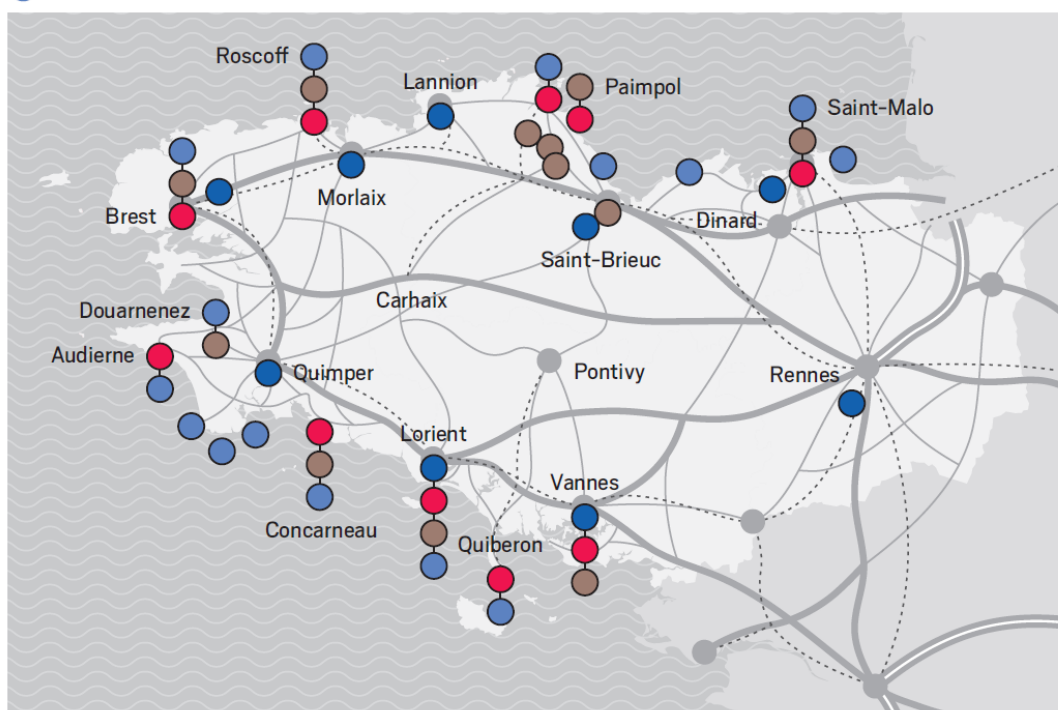 Roscoff
Lannion
Paimpol
Saint-Malo
Morlaix
Brest
Dinard
Saint-Brieuc
Carhaix
Douarnenez
Audierne
Quimper
Pontivy
Rennes
Lorient
Vannes
Concarneau
Quiberon